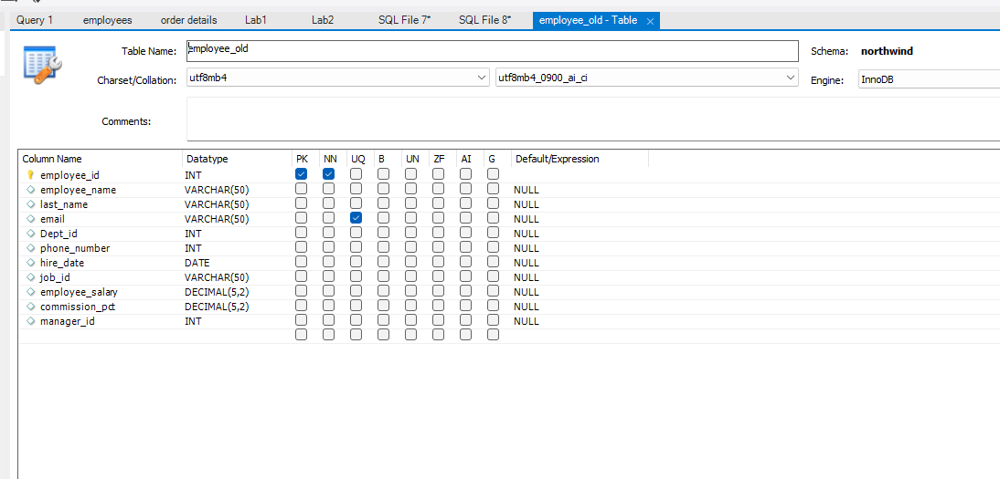 Query 1 employees order details Lab1 Lab2 SQL File 7* SQL File 8* employee_old - Table
Table Name: employee_old Schema: northwind
Charset/Collation: utf8mb4 utf8mb4_0900_ai_ci Engine: InnoDB
Comments:
Column Name Datatype PK NN UQ B UN ZF AI G Default/Expression
employee_id INT
employee_name VARCHAR(50) NULL
last_name VARCHAR(50) NULL
email VARCHAR(50) NULL
Dept_id INT NULL
phone_number INT NULL
hire_date DATE NULL
job_id VARCHAR(50) NULL
employee_salary DECIMAL(5,2) NULL
commission_pct DECIMAL(5,2) NULL
manager_id INT NULL